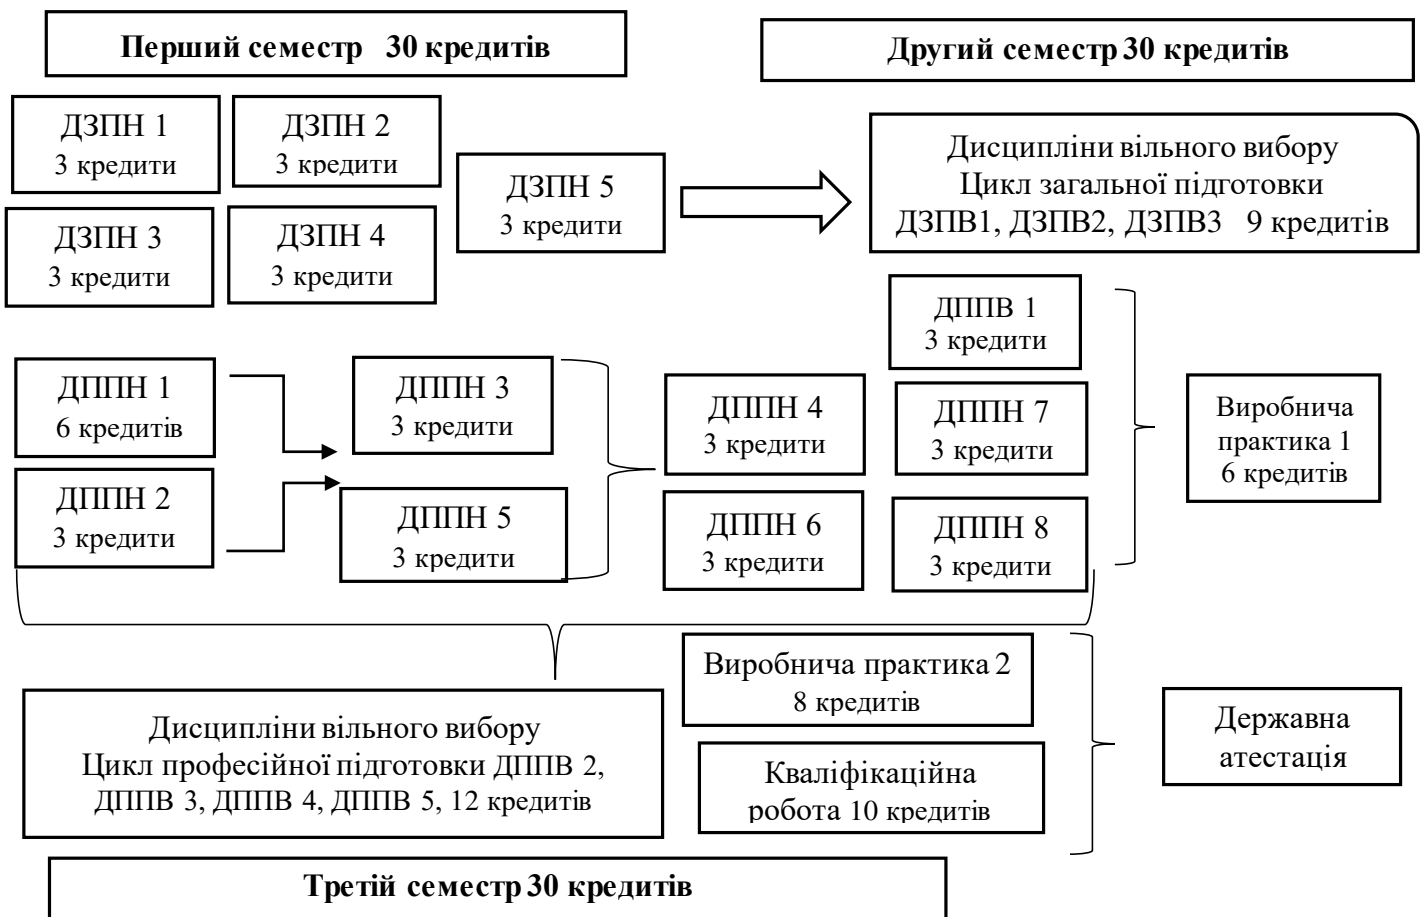 Перший семестр 30 кредитів
Другий семестр 30 кредитів
ДЗПН 1
3 кредити
ДЗПН 2
3 кредити
ДЗПН 3
3 кредити
ДЗПН 4
3 кредити
ДЗПН 5
3 кредити
Дисципліни вільного вибору
Цикл загальної підготовки
ДЗПВ1, ДЗПВ2, ДЗПВ3 9 кредитів
ДППН 1
6 кредитів
ДППН 2
3 кредити
ДППН 3
3 кредити
ДППН 5
3 кредити
ДППН 4
3 кредити
ДППН 6
3 кредити
ДППВ 1
3 кредити
ДППН 7
3 кредити
ДППН 8
3 кредити
Виробнича
практика 1
6 кредитів
Дисципліни вільного вибору
Цикл професійної підготовки ДППВ 2,
ДППВ 3, ДППВ 4, ДППВ 5, 12 кредитів
Виробнича практика 2
8 кредитів
Кваліфікаційна
робота 10 кредитів
Державна
атестація
Третій семестр 30 кредитів